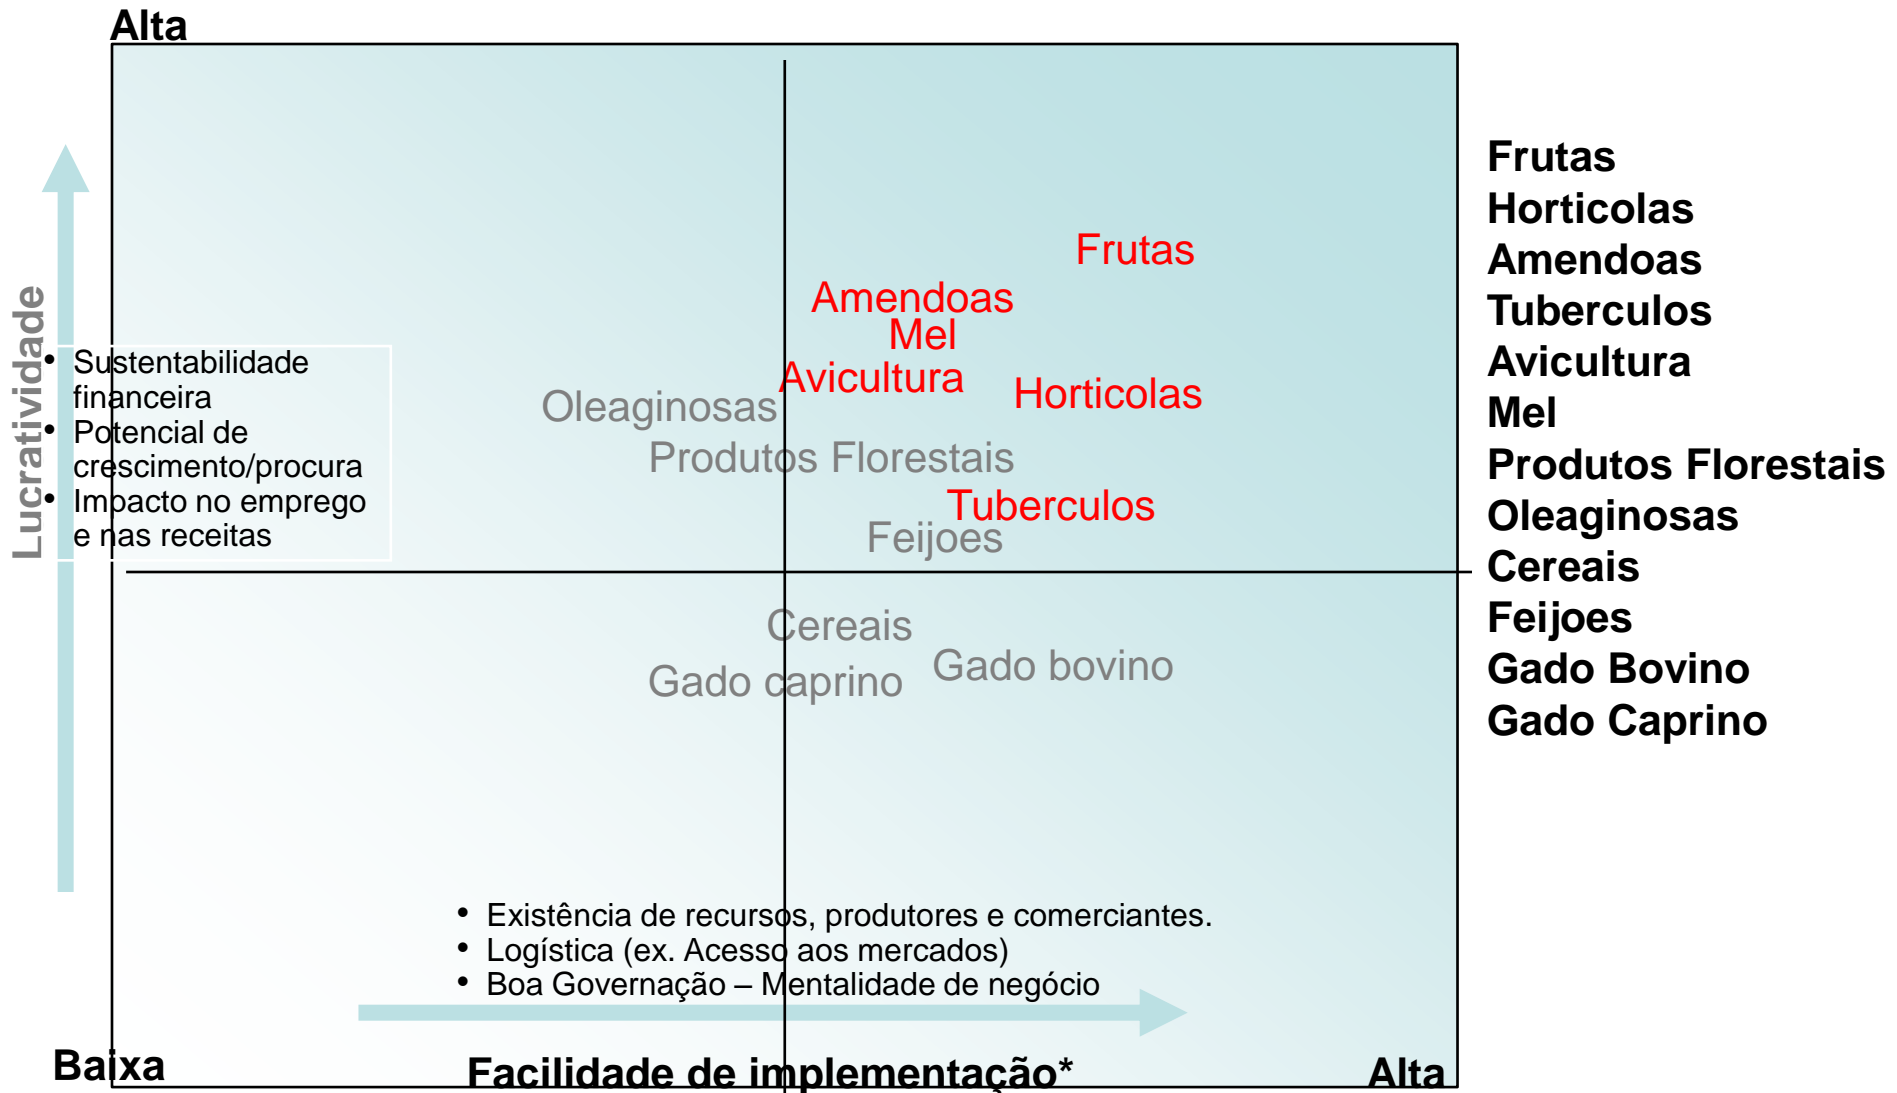 Alta
Lucratividade
• Sustentabilidade
financeira
• Potencial de
crescimento/procura
• Impacto no emprego
e nas receitas
Frutas
Amendoas
Mel
Avicultura
Horticolas
Oleaginosas
Produtos Florestais
Tuberculos
Feijoes
Cereais
Gado bovino
Gado caprino
• Existência de recursos, produtores e comerciantes.
• Logística (ex. Acesso aos mercados)
• Boa Governação – Mentalidade de negócio
Baixa
Facilidade de implementação*
Alta
Frutas
Horticolas
Amendoas
Tuberculos
Avicultura
Mel
Produtos Florestais
Oleaginosas
Cereais
Feijoes
Gado Bovino
Gado Caprino